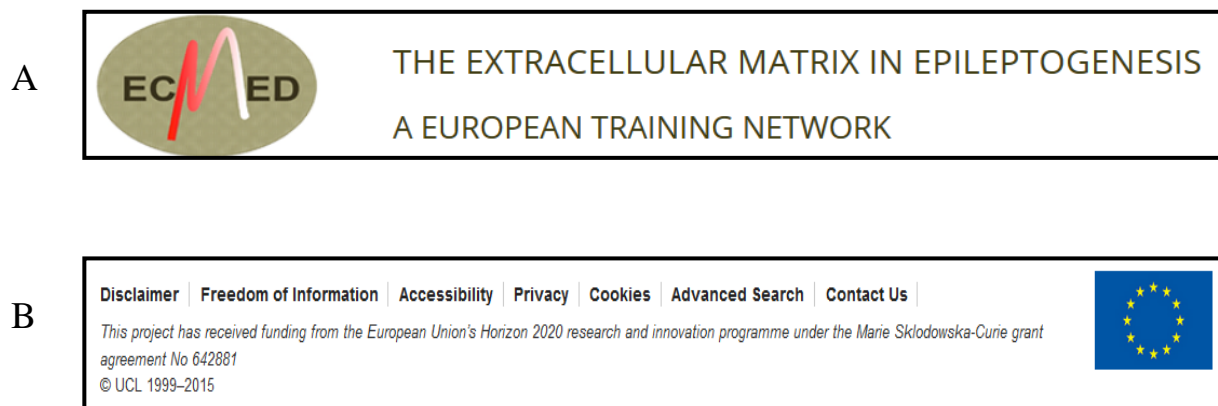 A
ECMED
THE EXTRACELLULAR MATRIX IN EPILEPTOGENESIS
A EUROPEAN TRAINING NETWORK
B
Disclaimer | Freedom of Information | Accessibility | Privacy | Cookies | Advanced Search | Contact Us |
This project has received funding from the European Union's Horizon 2020 research and innovation programme under the Marie Sklodowska-Curie grant
agreement No 642881
© UCL 1999–2015